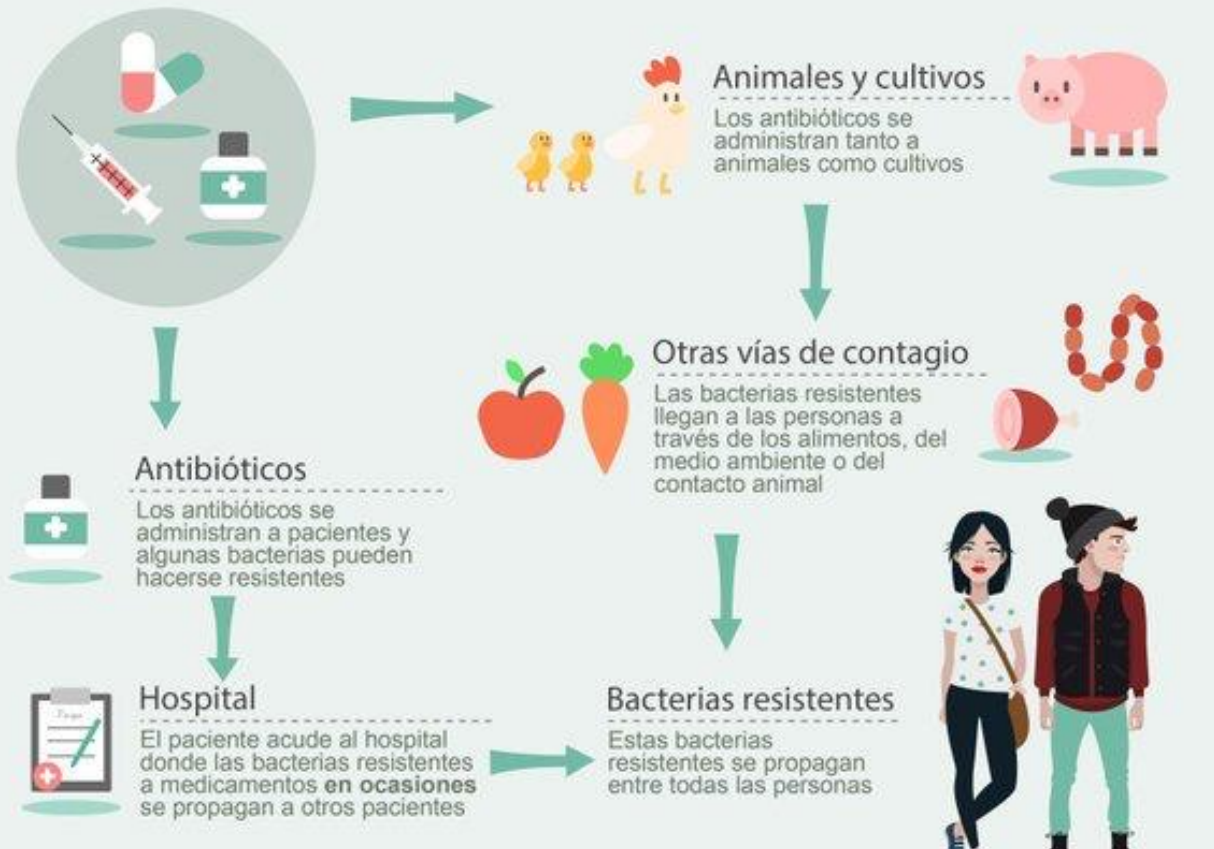 Animales y cultivos
Los antibióticos se
administran tanto a
animales como cultivos
Otras vías de contagio
Las bacterias resistentes
llegan a las personas a
través de los alimentos, del
medio ambiente o del
contacto animal
Antibióticos
Los antibióticos se
administran a pacientes y
algunas bacterias pueden
hacerse resistentes
Hospital
El paciente acude al hospital
donde las bacterias resistentes
a medicamentos en ocasiones
se propagan a otros pacientes
Bacterias resistentes
Estas bacterias
resistentes se propagan
entre todas las personas